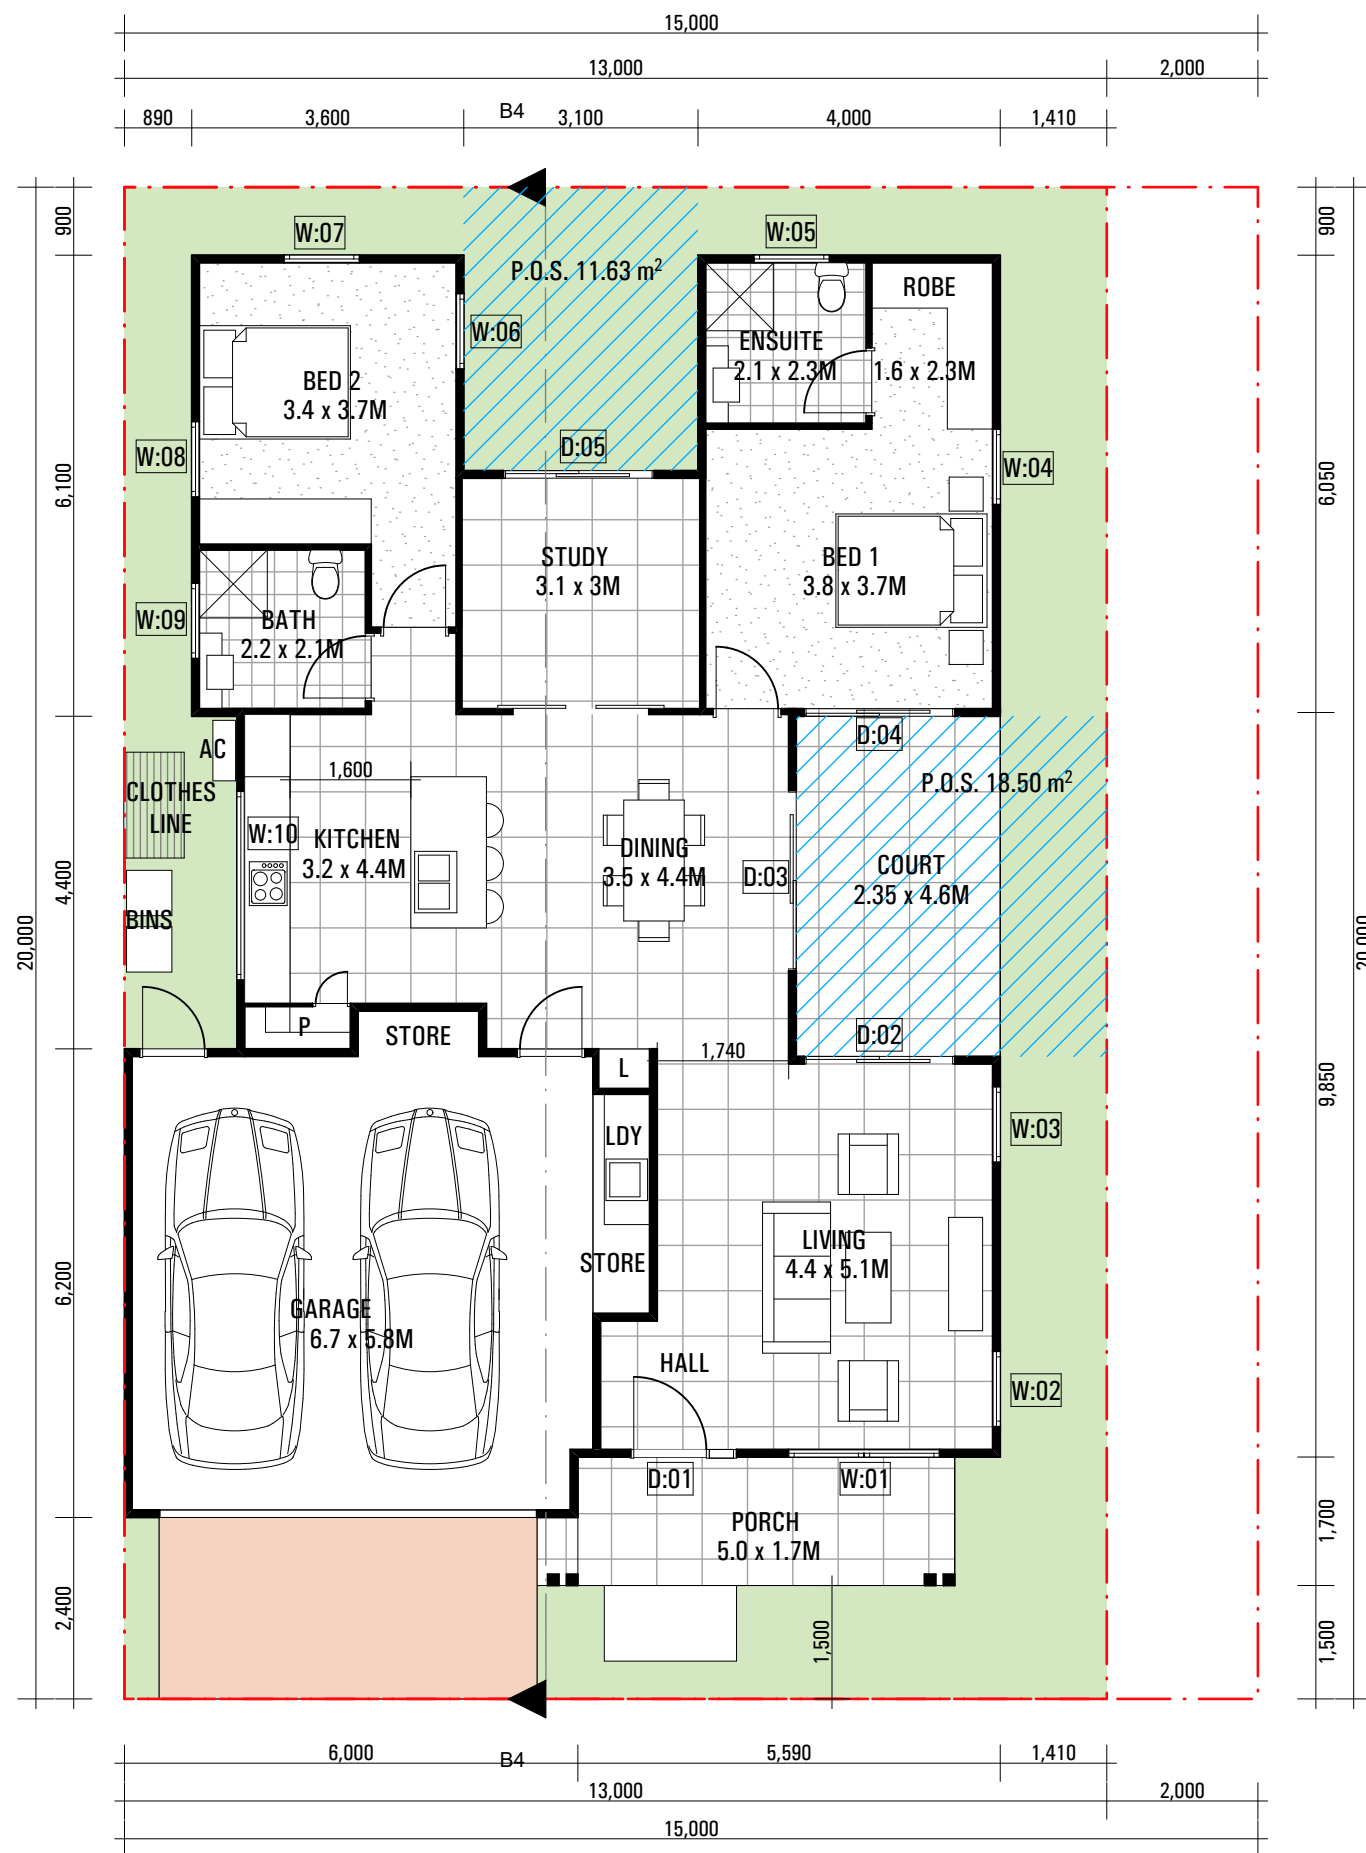 15,000
13,000
2,000
890
3,600
B4
3,100
4,000
1,410
900
900
W:07
W:05
P.O.S. 11.63 m²
ROBE
W:06
ENSUITE
2.1 x 2.3M
1.6 x 2.3M
BED 2
3.4 x 3.7M
D:05
W:08
W:04
6,100
6,050
STUDY
3.1 x 3M
BED 1
3.8 x 3.7M
W:09
BATH
2.2 x 2.1M
AC
D:04
1,600
P.O.S. 18.50 m²
CLOTHES
LINE
W:10
KITCHEN
3.2 x 4.4M
DINING
3.5 x 4.4M
D:03
COURT
2.35 x 4.6M
4,400
BINS
20,000
20,000
P
STORE
D:02
1,740
L
9,850
LDY
W:03
LIVING
4.4 x 5.1M
STORE
6,200
GARAGE
6.7 x 5.8M
HALL
W:02
D:01
W:01
PORCH
5.0 x 1.7M
1,700
2,400
1,500
1,500
6,000
B4
5,590
1,410
13,000
2,000
15,000